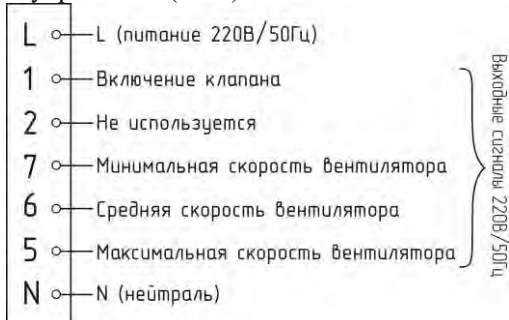 L L (питание 220В/50Гц)
1 Включение клапана
2 Не используется
7 Минимальная скорость вентилятора
6 Средняя скорость вентилятора
5 Максимальная скорость вентилятора
N N (нейтраль)
Выходные сигналы 220В/50Гц